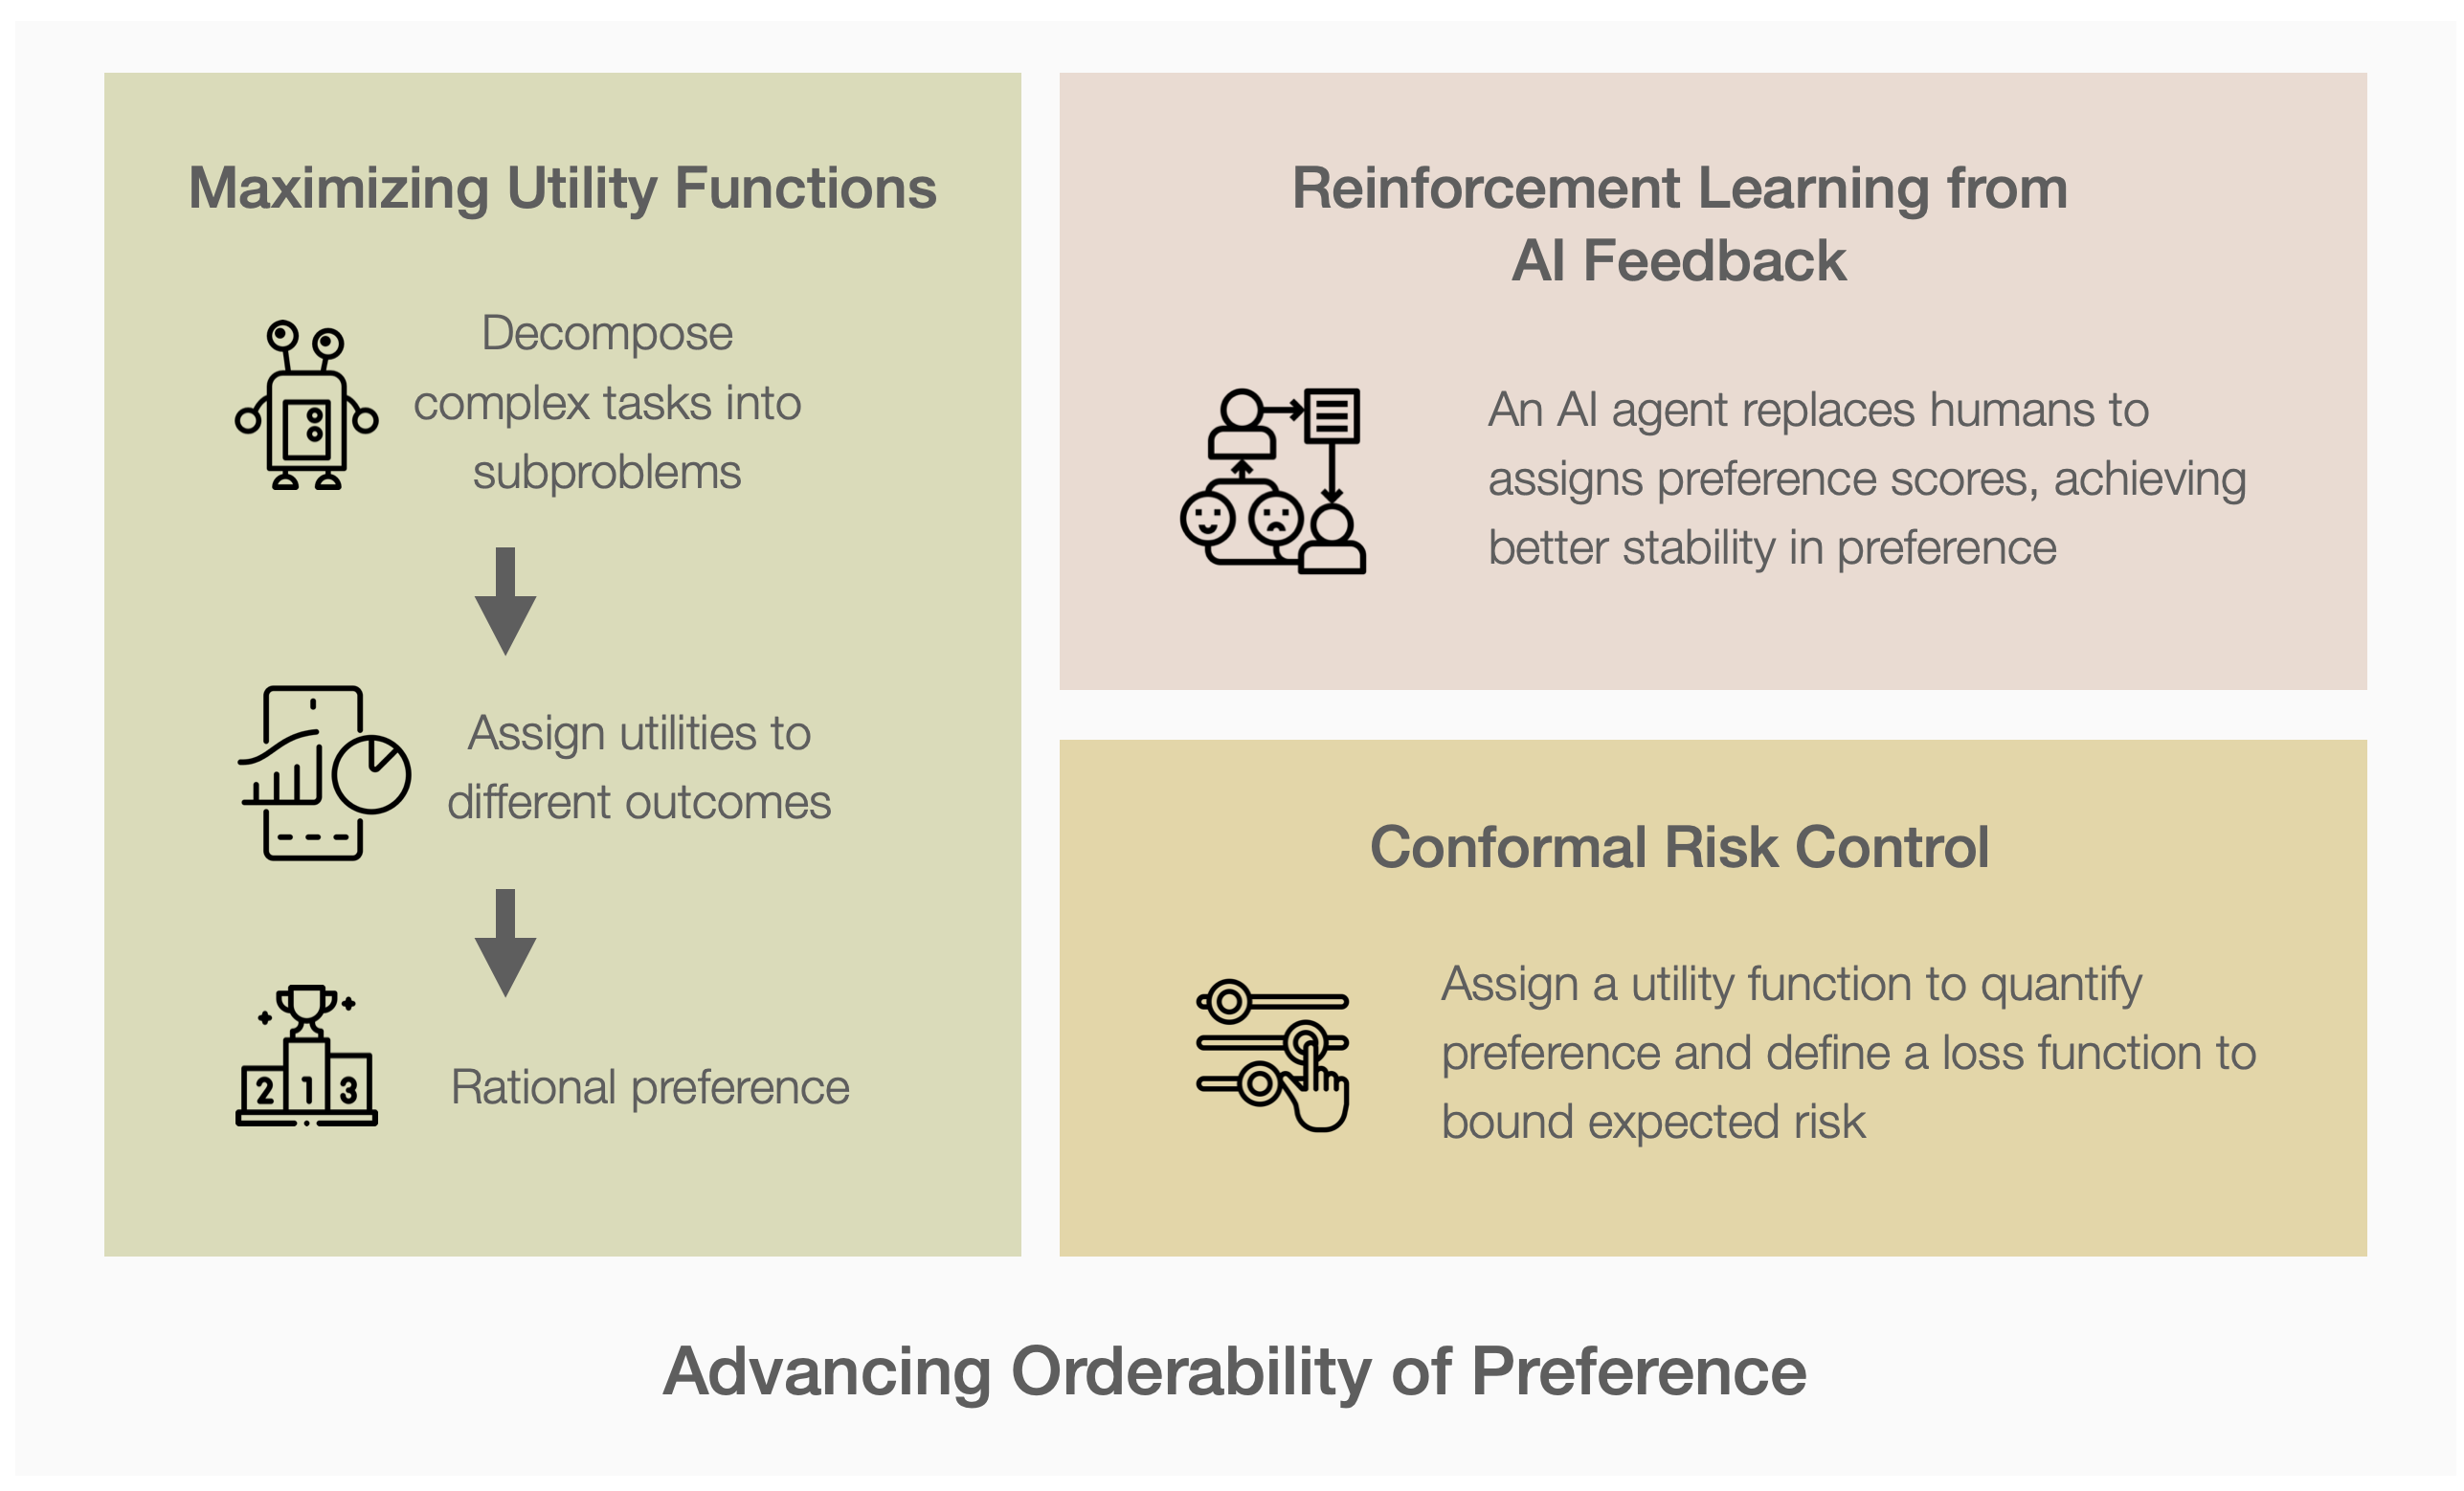 Maximizing Utility Functions
Decompose
complex tasks into
subproblems
Assign utilities to
different outcomes
2 1 3
Rational preference
Reinforcement Learning from
AI Feedback
An AI agent replaces humans to
assigns preference scores, achieving
better stability in preference
Conformal Risk Control
Assign a utility function to quantify
preference and define a loss function to
bound expected risk
Advancing Orderability of Preference